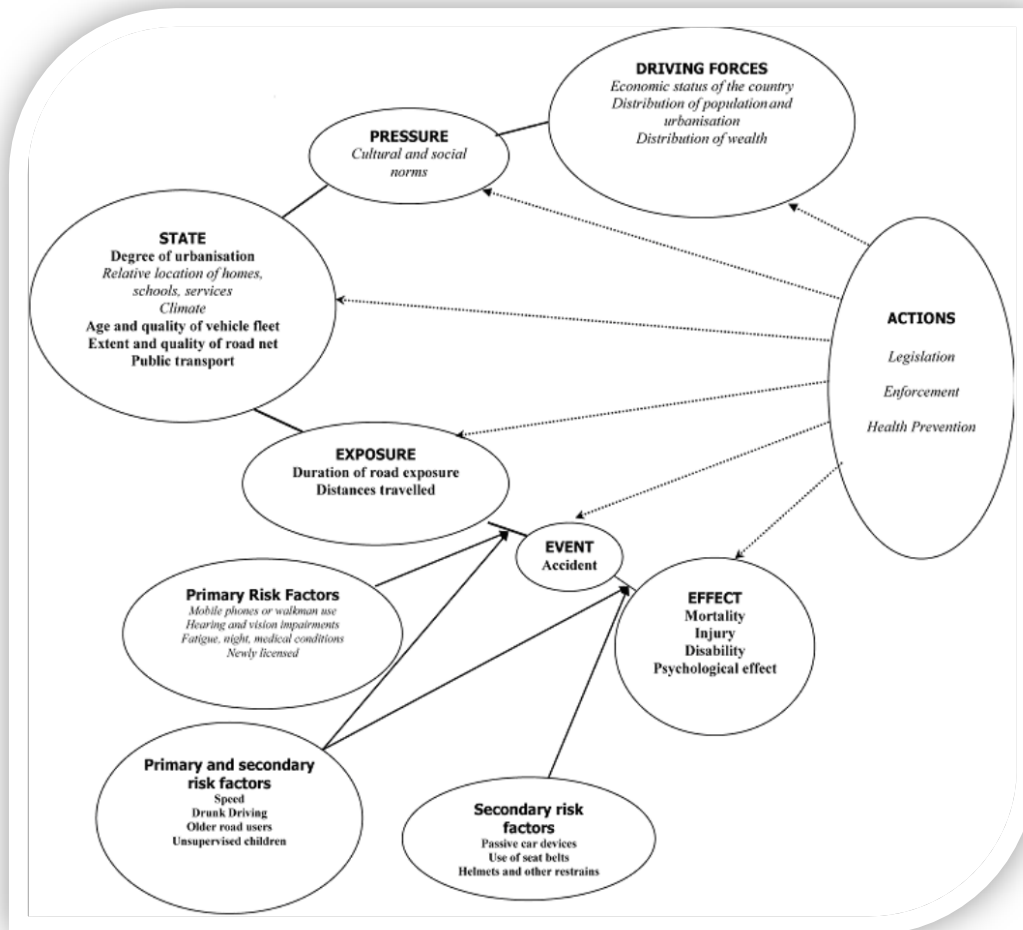 DRIVING FORCES
Economic status of the country
Distribution of population and
urbanisation
Distribution of wealth
PRESSURE
Cultural and social
norms
STATE
Degree of urbanisation
Relative location of homes,
schools, services
Climate
Age and quality of vehicle fleet
Extent and quality of road net
Public transport
ACTIONS
Legislation
Enforcement
Health Prevention
EXPOSURE
Duration of road exposure
Distances travelled
EVENT
Accident
Primary Risk Factors
Mobile phones or walkman use
Hearing and vision impairments
Fatigue, night, medical conditions
Newly licensed
EFFECT
Mortality
Injury
Disability
Psychological effect
Primary and secondary
risk factors
Speed
Drunk Driving
Older road users
Unsupervised children
Secondary risk
factors
Passive car devices
Use of seat belts
Helmets and other restrains